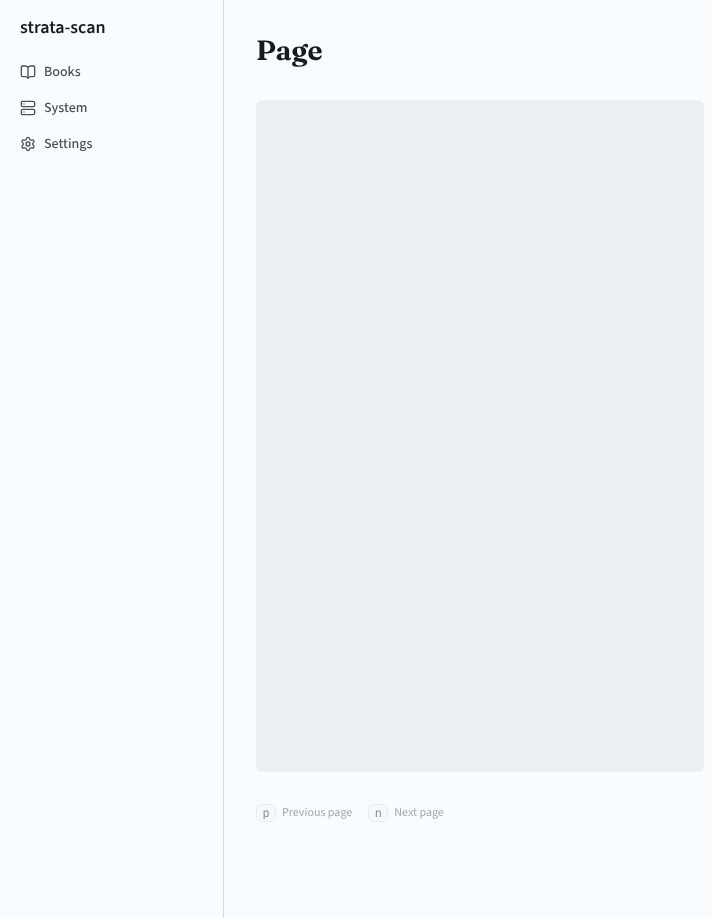 strata-scan
Books
System
Settings
Page
p Previous page n Next page